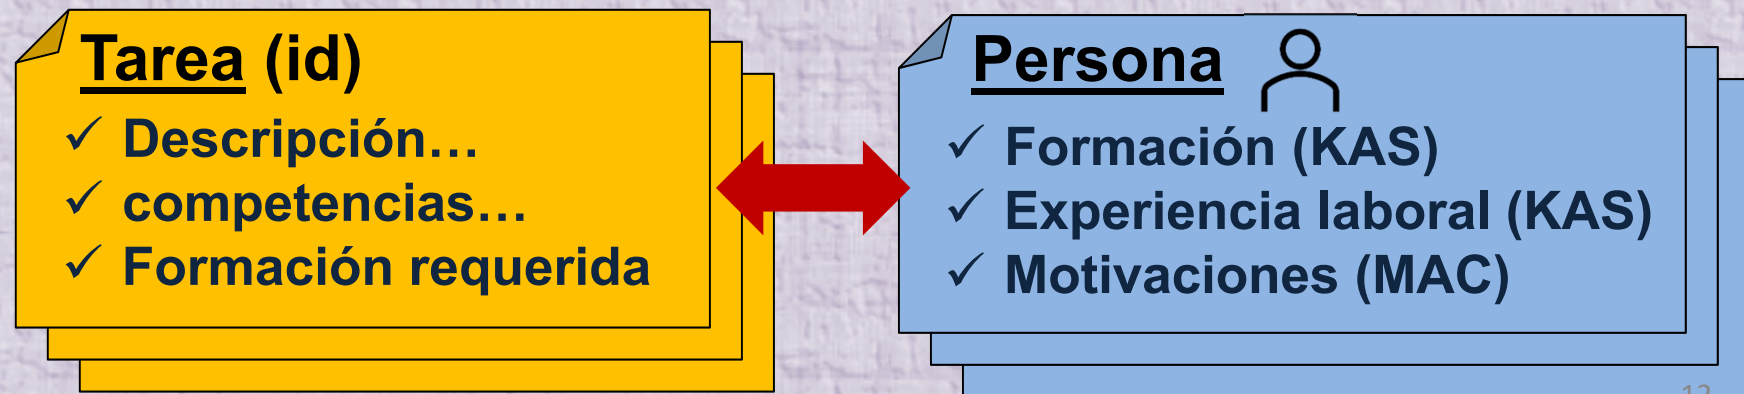 Tarea (id)
✓ Descripción…
✓ competencias…
✓ Formación requerida
Persona
✓ Formación (KAS)
✓ Experiencia laboral (KAS)
✓ Motivaciones (MAC)